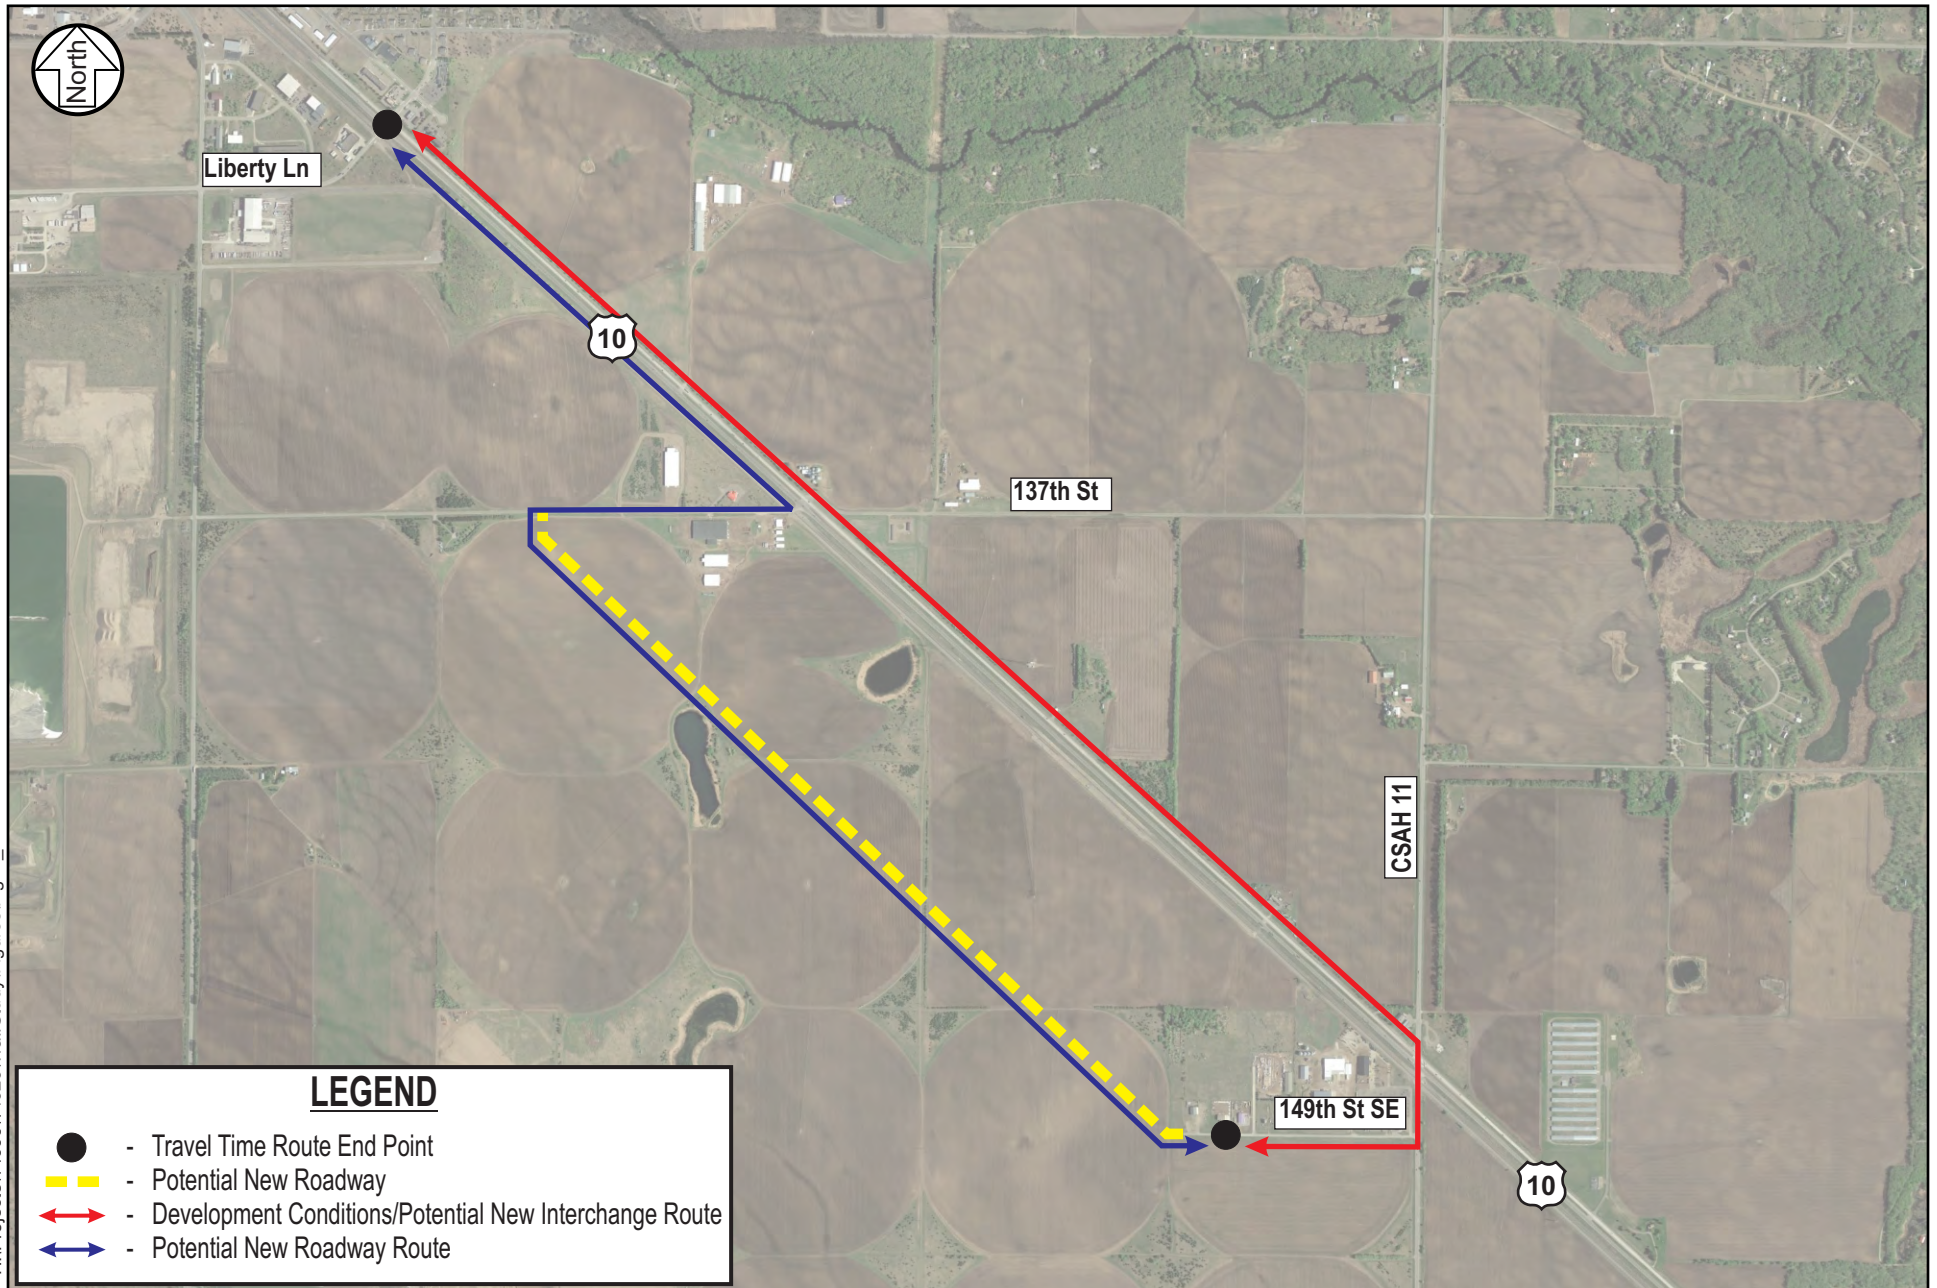 North
Liberty Ln
10
137th St
CSAH 11
149th St SE
10
LEGEND
- Travel Time Route End Point
- Potential New Roadway
- Development Conditions/Potential New Interchange Route
- Potential New Roadway Route